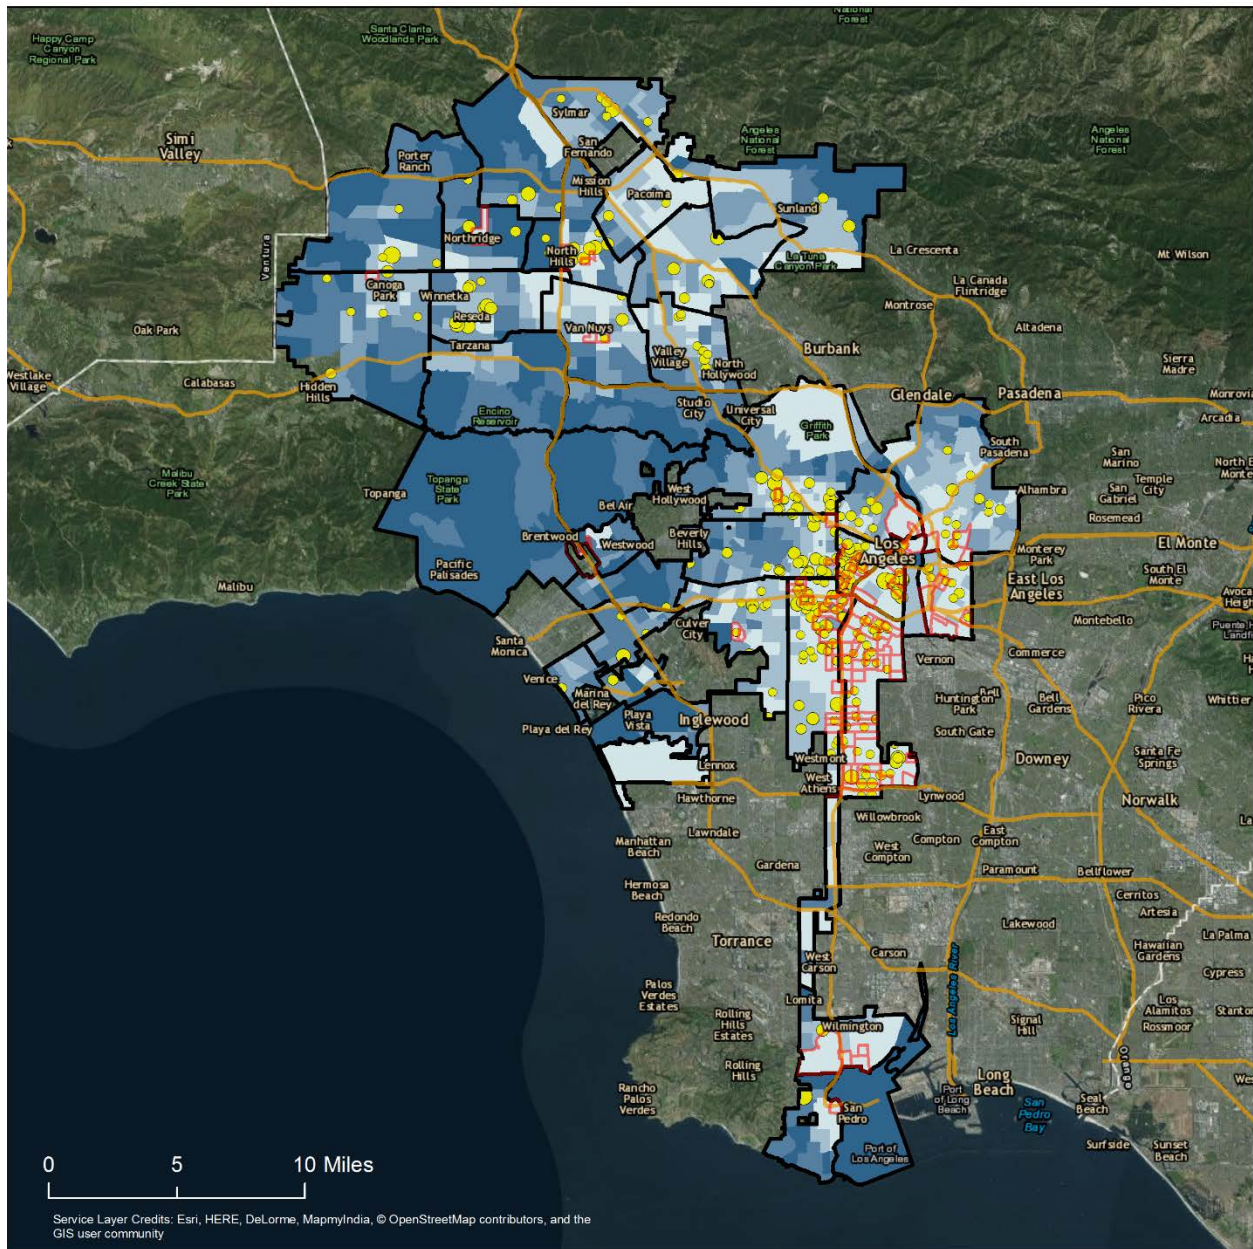 National
Forest
Santa Clarita
Woodlands Park
Happy Camp
Canyon
Regional Park
Sylmar
Simi
Valley
San
Fernando
Angeles
National
Forest
Angeles
National
Forest
Porter
Ranch
Mission
Hills
Pacoima
Sunland
Northridge
North
Hills
La Tuna
Canyon Park
La Crescenta
Mt Wilson
Ventura
La Canada
Flintridge
Canoga
Park
Winnetka
Montrose
Reseda
Oak Park
Van Nuys
Altadena
Tarzana
Valley
Village
Burbank
Sierra
Madre
Westlake
Village
Calabasas
Hidden
Hills
North
Hollywood
Glendale
Pasadena
Monrovia
Studio
City
Universal
City
Arcadia
Encino
Reservoir
Griffith
Park
South
Pasadena
Malibu
Creek State
Park
Topanga
State
Park
San
Marino
North E
Monte
Temple
City
San
Gabriel
Topanga
West
Hollywood
Alhambra
Bel Air
Rosemead
Brentwood
Westwood
Beverly
Hills
Los
Angeles
El Monte
Monterey
Park
Pacific
Palisades
South El
Monte
East Los
Angeles
Malibu
Avoca
Heigh
Culver
City
Montebello
Puente H
Landfi
Santa
Monica
Vernon
Commerce
Venice
Marina
del Rey
Huntington
Park
Bell
Bell
Gardens
Pico
Rivera
Whittier
Playa
Vista
Inglewood
Playa del Rey
South Gate
Lennox
Westmont
Downey
Santa Fe
Springs
West
Athens
Hawthorne
Lynwood
Norwalk
Willowbrook
Lawndale
Compton
East
Compton
Manhattan
Beach
West
Compton
Gardena
Paramount
Bellflower
Hermosa
Beach
Cerritos
Artesia
Redondo
Beach
Lakewood
La Palma
Torrance
Hawaiian
Gardens
West
Carson
Carson
Cypress
Los Angeles River
Palos
Verdes
Estates
Lomita
Los
Alamitos
Stanton
Rolling
Hills
Estates
Wilmington
Signal
Hill
Rossmoor
Rolling
Hills
Orange
Long
Beach
Rancho
Palos
Verdes
San
Pedro
Port
of Long
Beach
San
Pedro
Bay
Seal
Beach
Port of
Los Angeles
Surfside
Sunset
Beach
0 5 10 Miles
Service Layer Credits: Esri, HERE, DeLorme, MapmyIndia, © OpenStreetMap contributors, and the
GIS user community